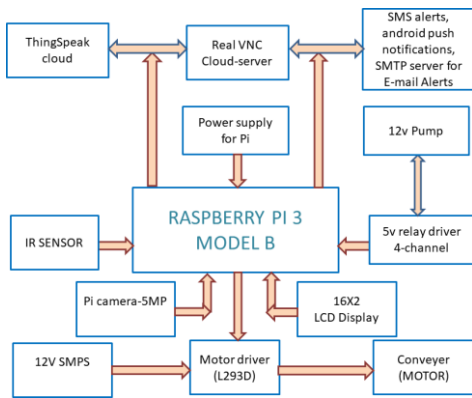 ThingSpeak
cloud
Real VNC
Cloud-server
SMS alerts,
android push
notifications,
SMTP server for
E-mail Alerts
Power supply
for Pi
12v Pump
RASPBERRY PI 3
MODEL B
IR SENSOR
5v relay driver
4-channel
Pi camera-5MP
16X2
LCD Display
12V SMPS
Motor driver
(L293D)
Conveyer
(MOTOR)